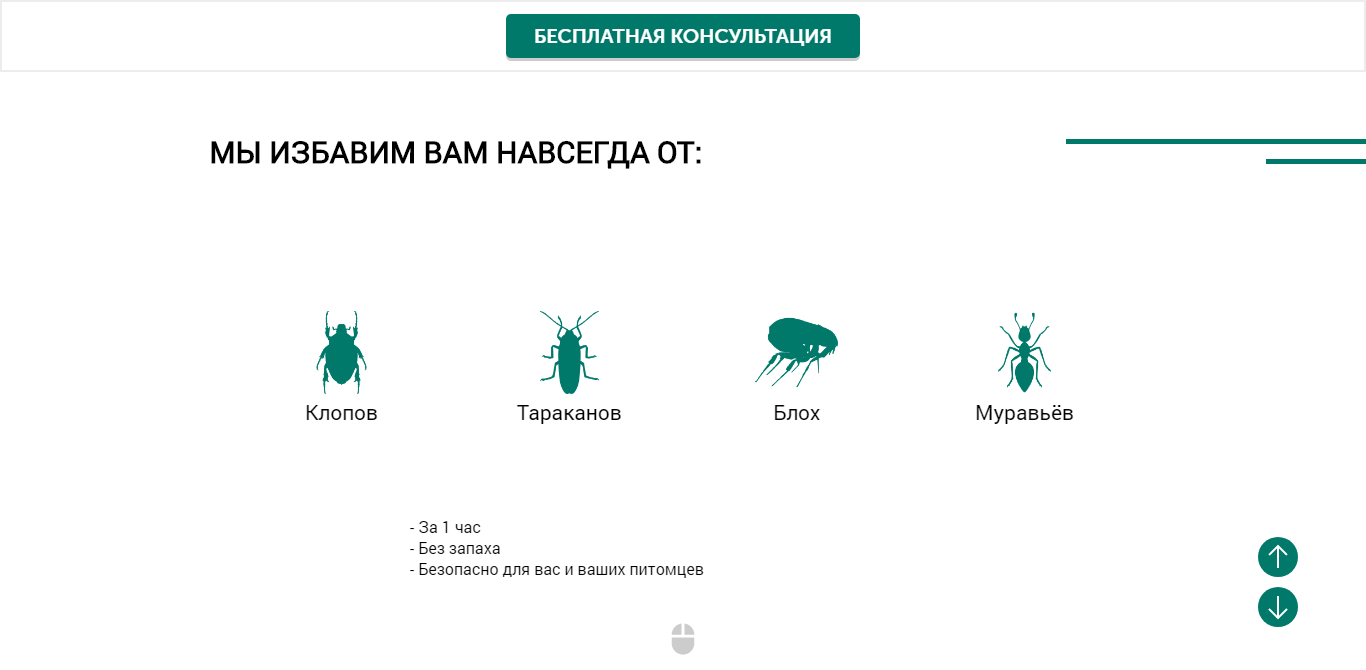 БЕСПЛАТНАЯ КОНСУЛЬТАЦИЯ
МЫ ИЗБАВИМ ВАМ НАВСЕГДА ОТ:
Клопов
Тараканов
Блох
Муравьёв
- За 1 час
- Без запаха
- Безопасно для вас и ваших питомцев